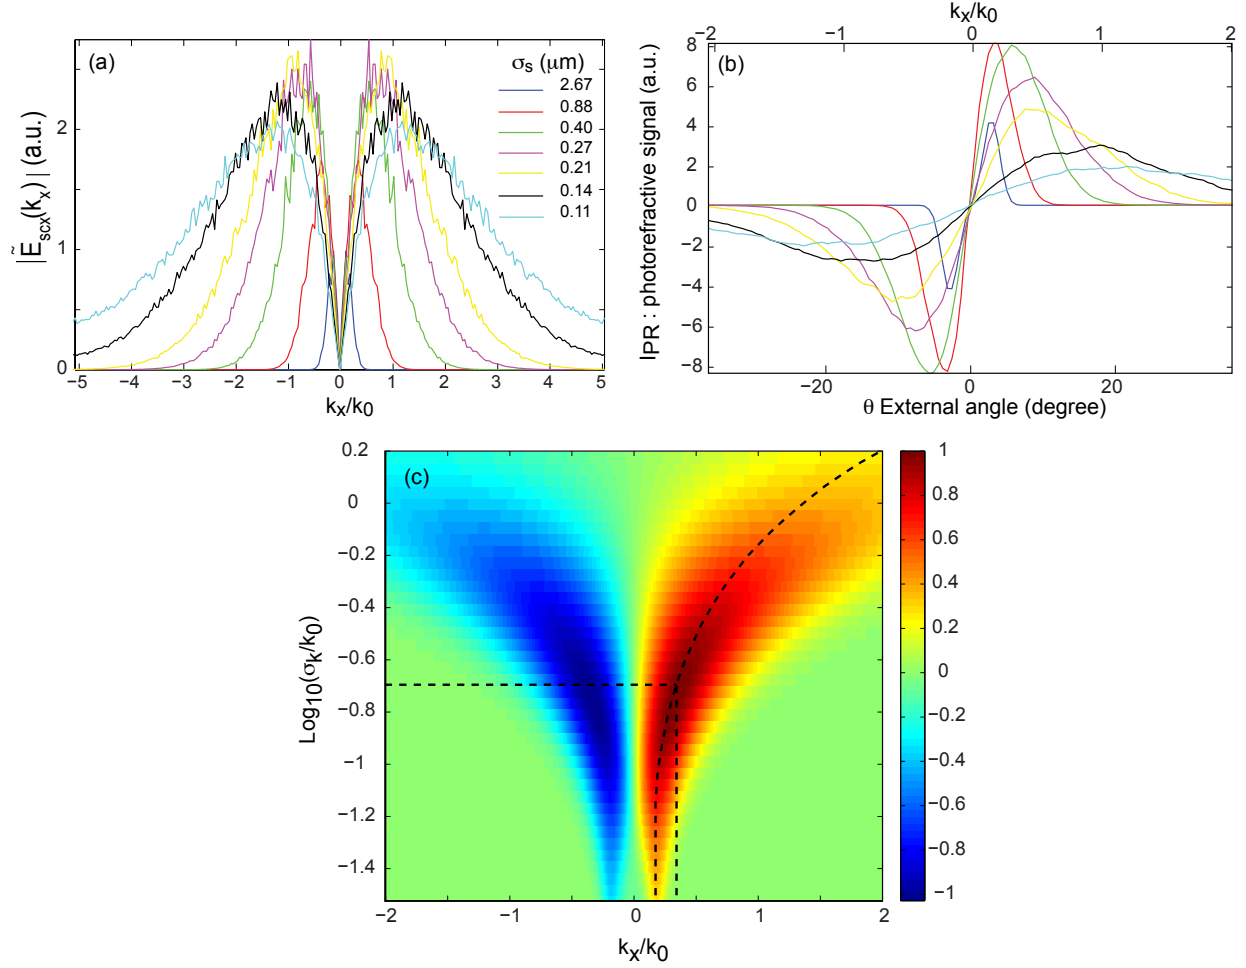 (a)
σs (μm)
2.67
0.88
0.40
0.27
0.21
0.14
0.11
2
1
0
−5 −4 −3 −2 −1 0 1 2 3 4 5
kx/k0
|Ẽscx(kx) | (a.u.)
kx/k0
−2 −1 0 1 2
(b)
8
6
4
2
0
−2
−4
−6
−8
−20 0 20
θ External angle (degree)
IPR : photorefractive signal (a.u.)
(c)
0.2
0
−0.2
−0.4
−0.6
−0.8
−1
−1.2
−1.4
−2 −1 0 1 2
kx/k0
Log10(σk/k0)
1
0.8
0.6
0.4
0.2
0
−0.2
−0.4
−0.6
−0.8
−1